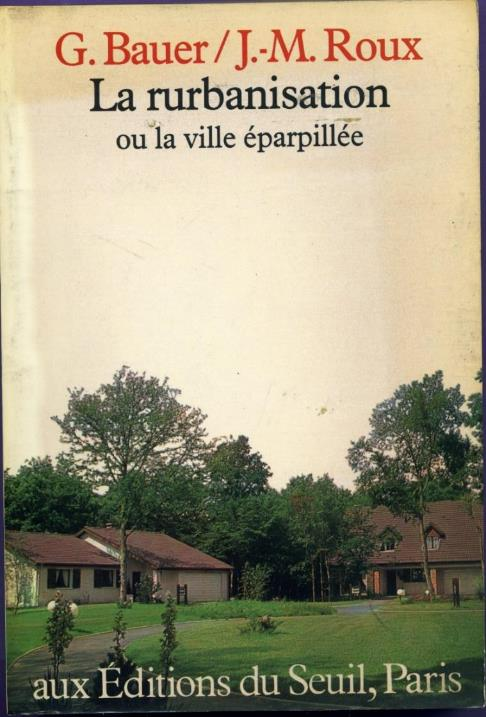 G. Bauer / J.-M. Roux
La rurbanisation
ou la ville éparpillée
aux Éditions du Seuil, Paris